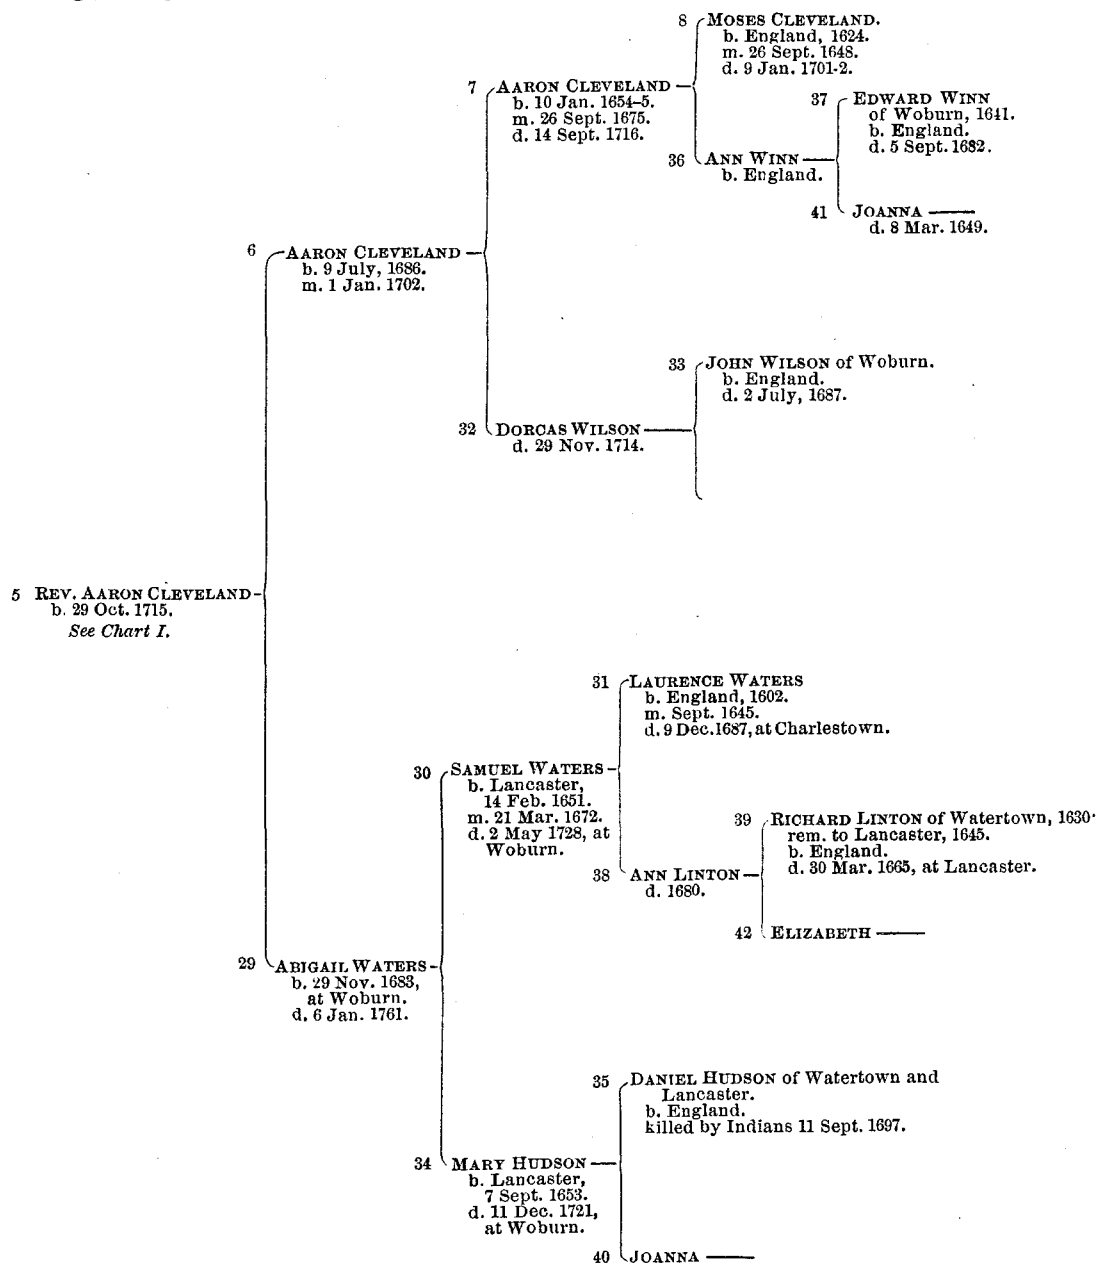 8 MOSES CLEVELAND.
b. England, 1624.
m. 26 Sept. 1648.
d. 9 Jan. 1701-2.
7 AARON CLEVELAND
b. 10 Jan. 1654-5.
m. 26 Sept. 1675.
d. 14 Sept. 1716.
37 EDWARD WINN
of Woburn, 1641.
b. England.
d. 5 Sept. 1682.
36 ANN WINN
b. England.
41 JOANNA ——
d. 8 Mar. 1649.
6 AARON CLEVELAND
b. 9 July, 1686.
m. 1 Jan. 1702.
33 JOHN WILSON of Woburn.
b. England.
d. 2 July, 1687.
32 DORCAS WILSON
d. 29 Nov. 1714.
5 REV. AARON CLEVELAND
b. 29 Oct. 1715.
See Chart I.
31 LAURENCE WATERS
b. England, 1602.
m. Sept. 1645.
d. 9 Dec. 1687, at Charlestown.
30 SAMUEL WATERS
b. Lancaster,
14 Feb. 1651.
m. 21 Mar. 1672.
d. 2 May 1728, at
Woburn.
39 RICHARD LINTON of Watertown, 1630.
rem. to Lancaster, 1645.
b. England.
d. 30 Mar. 1665, at Lancaster.
38 ANN LINTON
d. 1680.
42 ELIZABETH ——
29 ABIGAIL WATERS
b. 29 Nov. 1683,
at Woburn.
d. 6 Jan. 1761.
35 DANIEL HUDSON of Watertown and
Lancaster.
b. England.
killed by Indians 11 Sept. 1697.
34 MARY HUDSON
b. Lancaster,
7 Sept. 1653.
d. 11 Dec. 1721,
at Woburn.
40 JOANNA ——